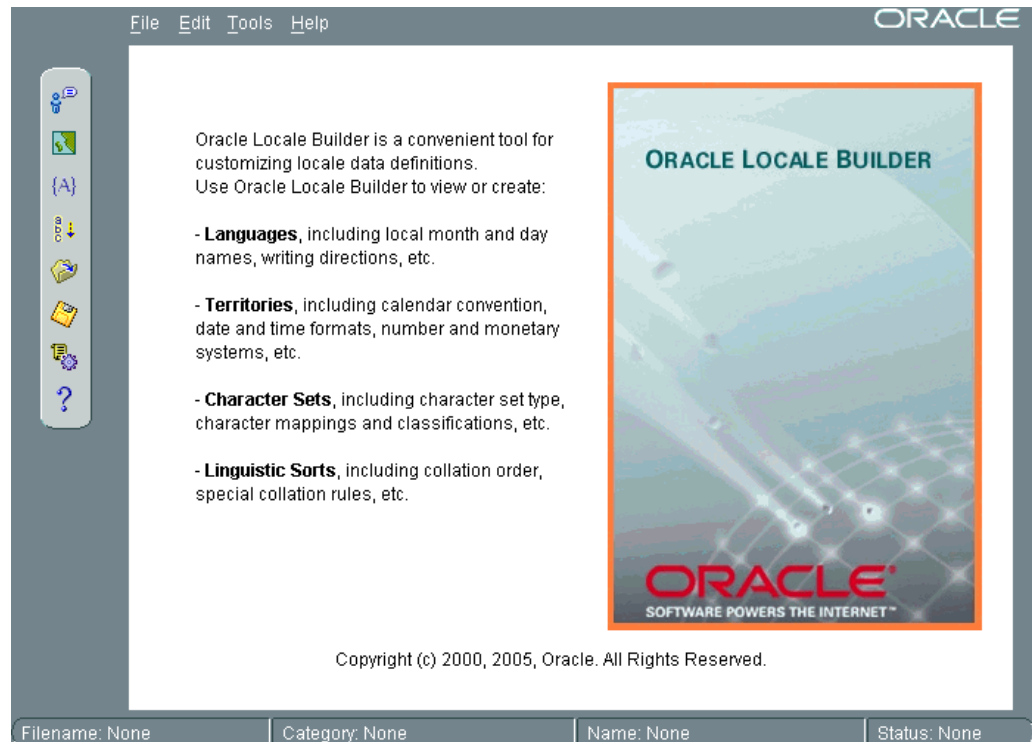 File Edit Tools Help
ORACLE
{A}
a
b
c
?
Oracle Locale Builder is a convenient tool for
customizing locale data definitions.
Use Oracle Locale Builder to view or create:
- Languages, including local month and day
names, writing directions, etc.
- Territories, including calendar convention,
date and time formats, number and monetary
systems, etc.
- Character Sets, including character set type,
character mappings and classifications, etc.
- Linguistic Sorts, including collation order,
special collation rules, etc.
ORACLE LOCALE BUILDER
ORACLE®
SOFTWARE POWERS THE INTERNET™
Copyright (c) 2000, 2005, Oracle. All Rights Reserved.
Filename: None
Category: None
Name: None
Status: None